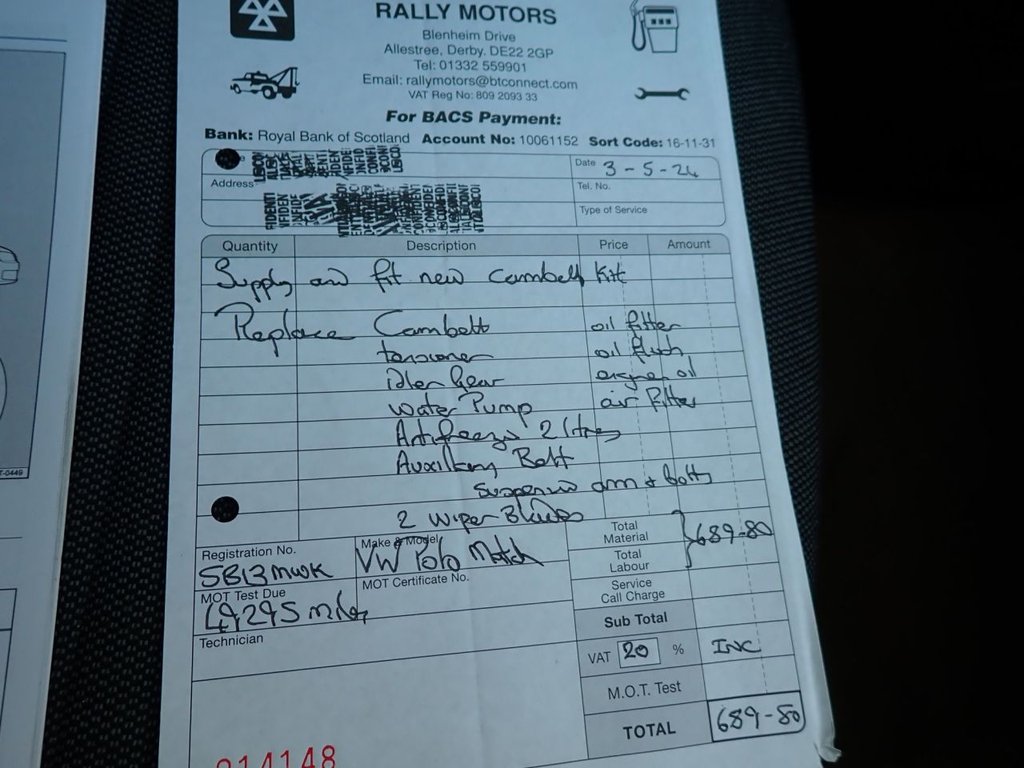 RALLY MOTORS
Blenheim Drive
Allestree, Derby. DE22 2GP
Tel: 01332 559901
Email: rallymotors@btconnect.com
VAT Reg No: 809 2093 33
For BACS Payment:
Bank: Royal Bank of Scotland Account No: 10061152 Sort Code: 16-11-31
Date 3-5-24
Address
Tel. No.
Type of Service
Quantity Description Price Amount
Supply and fit new Cambelt Kit
Replace Cambelt oil filter
tensioner oil flush
idler Gear engine oil
water Pump air filter
Antifreeze 2 litres
Auxiliary Belt
Suspension arm & bolts
2 Wiper Blades
Total Material
Total Labour
689-80
Registration No. Make & Model
SB13MWK VW Polo Match
MOT Test Due MOT Certificate No.
49295 miles
Service Call Charge
Sub Total
Technician
VAT 20 % INC
M.O.T. Test
TOTAL 689-80
014148
T-0449